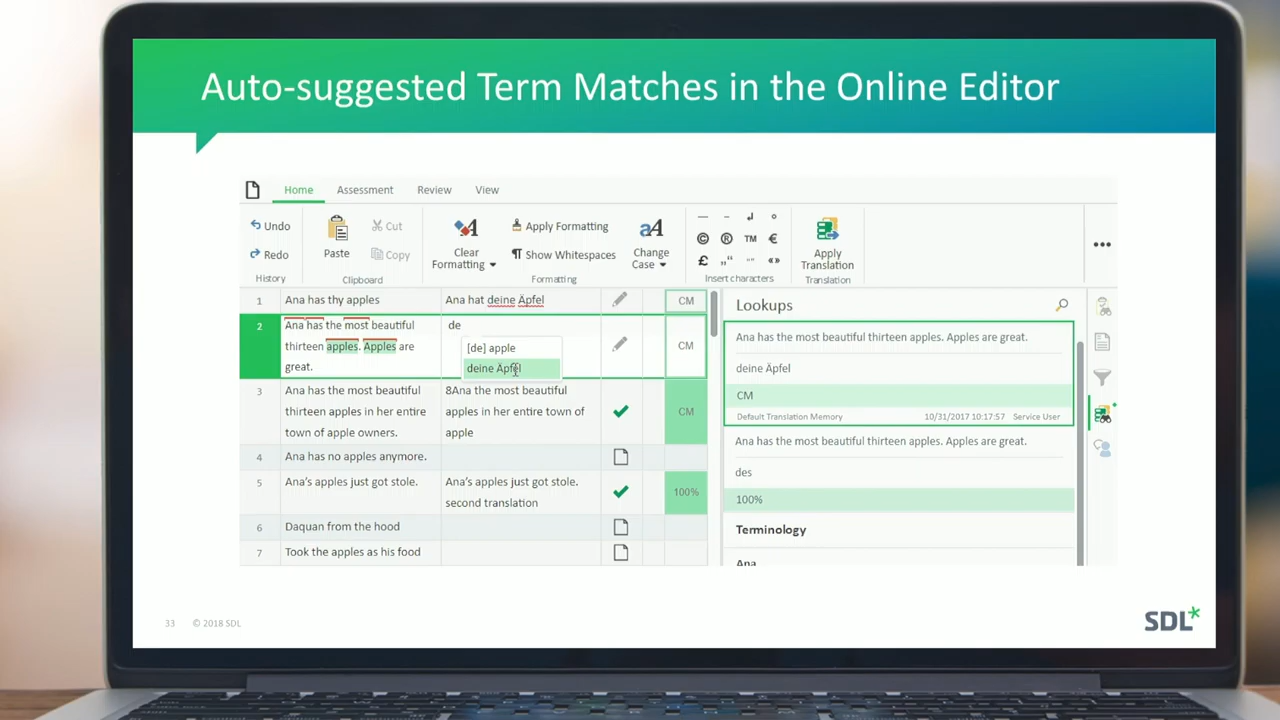 Auto-suggested Term Matches in the Online Editor
Home Assessment Review View
Undo
Redo
History
Paste
Cut
Copy
Clipboard
Clear
Formatting
Apply Formatting
¶ Show Whitespaces
Formatting
aA
Change
Case
— - ↵ °
© ® TM €
£ „“ “” «»
Insert characters
Apply
Translation
Translation
•••
1 Ana has thy apples Ana hat deine Äpfel CM
2 Ana has the most beautiful
thirteen apples. Apples are
great.
de
[de] apple
deine Äpfel
CM
3 Ana has the most beautiful
thirteen apples in her entire
town of apple owners.
8Ana the most beautiful
apples in her entire town of
apple
CM
4 Ana has no apples anymore.
5 Ana's apples just got stole.
Ana's apples just got stole.
second translation
100%
6 Daquan from the hood
7 Took the apples as his food
Lookups
Ana has the most beautiful thirteen apples. Apples are great.
deine Äpfel
CM
Default Translation Memory 10/31/2017 10:17:57 Service User
Ana has the most beautiful thirteen apples. Apples are great.
des
100%
Terminology
Ana
33 © 2018 SDL
SDL*